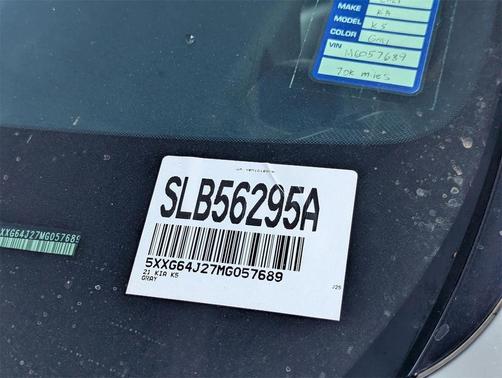 MAKE KIA
MODEL K5
COLOR GRAY
VIN MG057689
70K miles
SLB56295A
5XXG64J27MG057689
21 KIA K5
GRAY
J25
XXG64J27MG057689